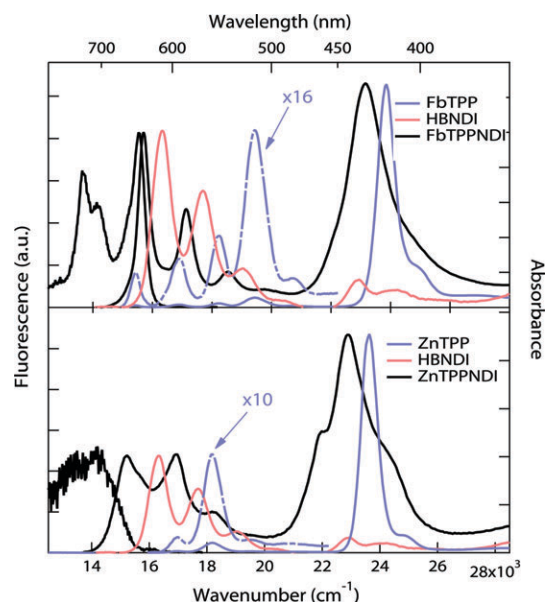 Wavelength (nm)
700
600
500
450
400
x16
FbTPP
HBNDI
FbTPPNDI
Fluorescence (a.u.)
Absorbance
ZnTPP
HBNDI
ZnTPPNDI
x10
14
16
18
20
22
24
26
28x10³
Wavenumber (cm⁻¹)